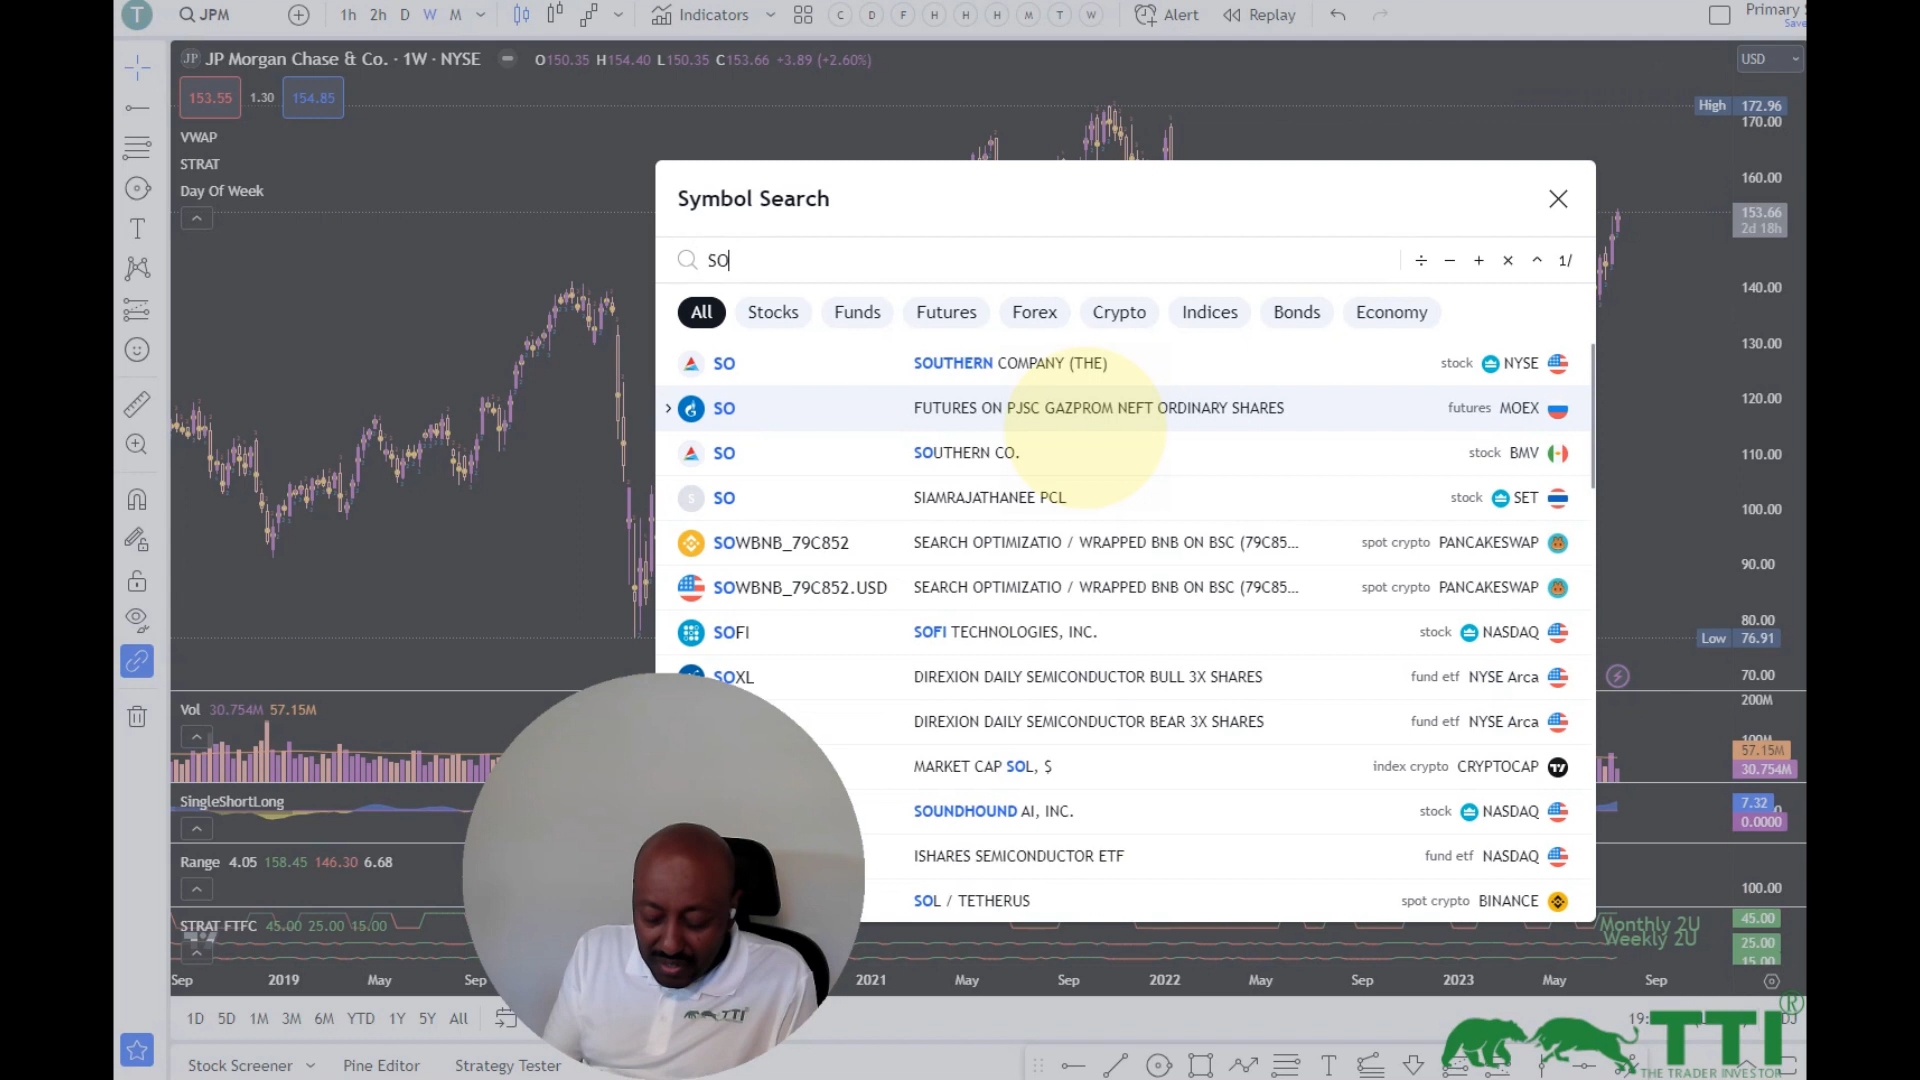 T JPM 1h 2h D W M Indicators C D F H H H M T W Alert Replay Primary
Save
JP JP Morgan Chase & Co. · 1W · NYSE O150.35 H154.40 L150.35 C153.66 +3.89 (+2.60%) USD
153.55 1.30 154.85
High 172.96
170.00
VWAP
STRAT
160.00
Day Of Week
153.66
2d 18h
Symbol Search
SO ÷ − + × ^ 1/
140.00
All Stocks Funds Futures Forex Crypto Indices Bonds Economy
130.00
SO SOUTHERN COMPANY (THE) stock NYSE
120.00
SO FUTURES ON PJSC GAZPROM NEFT ORDINARY SHARES futures MOEX
110.00
SO SOUTHERN CO. stock BMV
S SO SIAMRAJATHANEE PCL stock SET
100.00
SOWBNB_79C852 SEARCH OPTIMIZATIO / WRAPPED BNB ON BSC (79C85... spot crypto PANCAKESWAP
90.00
SOWBNB_79C852.USD SEARCH OPTIMIZATIO / WRAPPED BNB ON BSC (79C85... spot crypto PANCAKESWAP
80.00
SOFI SOFI TECHNOLOGIES, INC. stock NASDAQ
Low 76.91
SOXL DIREXION DAILY SEMICONDUCTOR BULL 3X SHARES fund etf NYSE Arca
70.00
Vol 30.754M 57.15M
200M
DIREXION DAILY SEMICONDUCTOR BEAR 3X SHARES fund etf NYSE Arca
100M
57.15M
MARKET CAP SOL, $ index crypto CRYPTOCAP
30.754M
SingleShortLong
7.32
SOUNDHOUND AI, INC. stock NASDAQ
0.0000
Range 4.05 158.45 146.30 6.68
ISHARES SEMICONDUCTOR ETF fund etf NASDAQ
100.00
SOL / TETHERUS spot crypto BINANCE
STRAT FTFC 45.00 25.00 15.00
Monthly 2U
45.00
Weekly 2U
25.00
15.00
Sep 2019 May Sep 2021 May Sep 2022 May Sep 2023 May Sep
1D 5D 1M 3M 6M YTD 1Y 5Y All
19:
TTI
TTI ®
THE TRADER INVESTOR
Stock Screener Pine Editor Strategy Tester
T